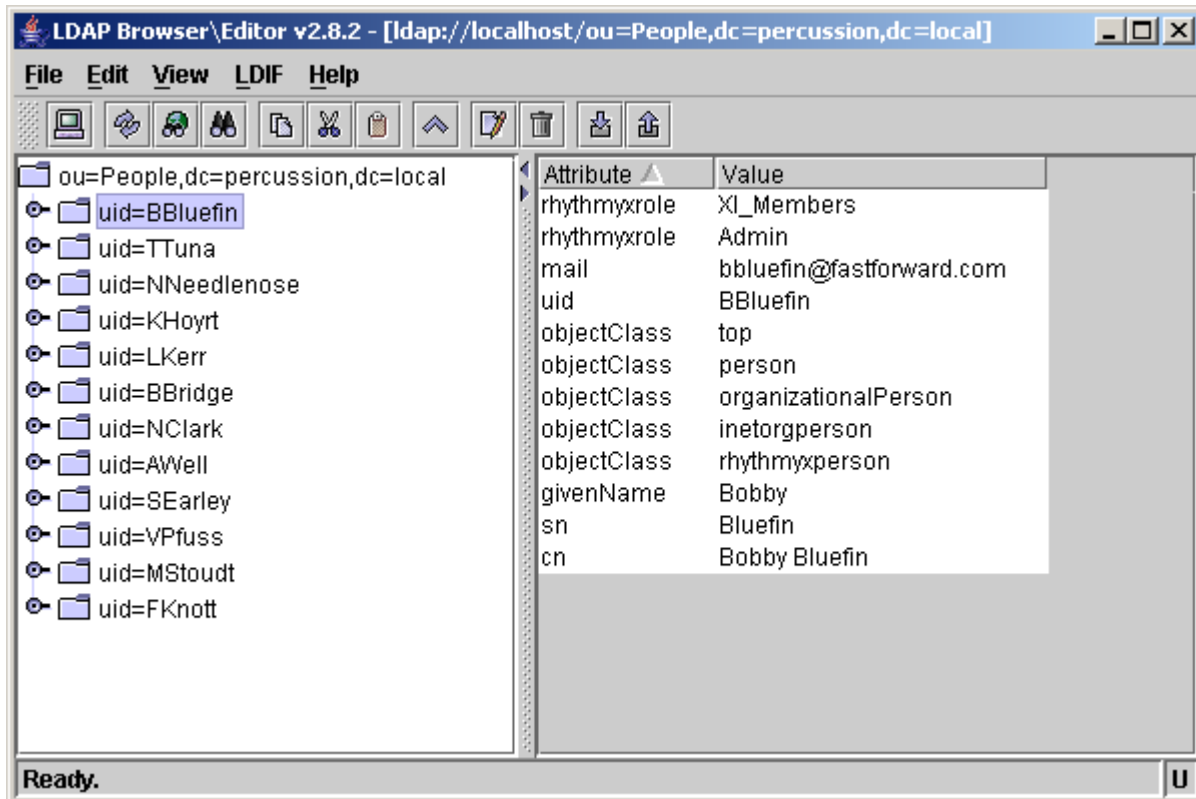 LDAP Browser\Editor v2.8.2 - [ldap://localhost/ou=People,dc=percussion,dc=local]
File Edit View LDIF Help
ou=People,dc=percussion,dc=local
uid=BBluefin
uid=TTuna
uid=NNeedlenose
uid=KHoyrt
uid=LKerr
uid=BBridge
uid=NClark
uid=AWell
uid=SEarley
uid=VPfuss
uid=MStoudt
uid=FKnott
Attribute Value
rhythmyxrole XI_Members
rhythmyxrole Admin
mail bbluefin@fastforward.com
uid BBluefin
objectClass top
objectClass person
objectClass organizationalPerson
objectClass inetorgperson
objectClass rhythmyxperson
givenName Bobby
sn Bluefin
cn Bobby Bluefin
Ready. U